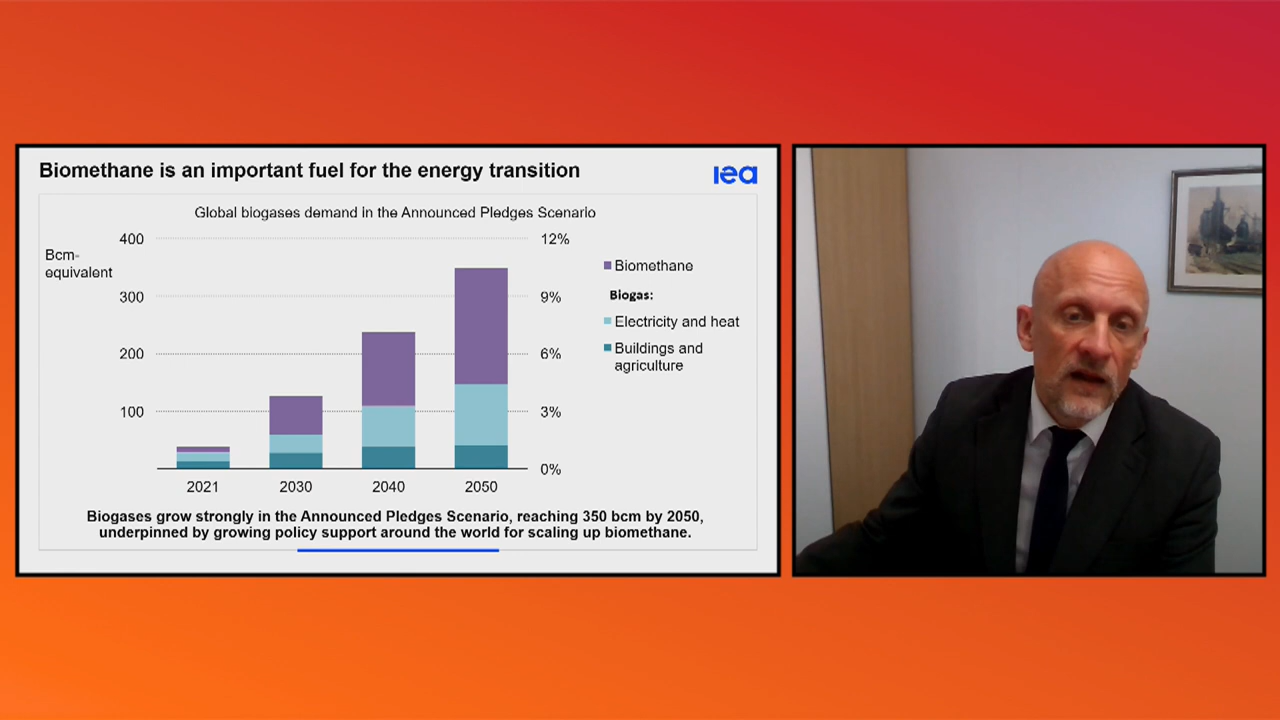 Biomethane is an important fuel for the energy transition
iea
Global biogases demand in the Announced Pledges Scenario
Bcm-
equivalent
400
300
200
100
12%
9%
6%
3%
0%
2021
2030
2040
2050
Biomethane
Biogas:
Electricity and heat
Buildings and
agriculture
Biogases grow strongly in the Announced Pledges Scenario, reaching 350 bcm by 2050,
underpinned by growing policy support around the world for scaling up biomethane.